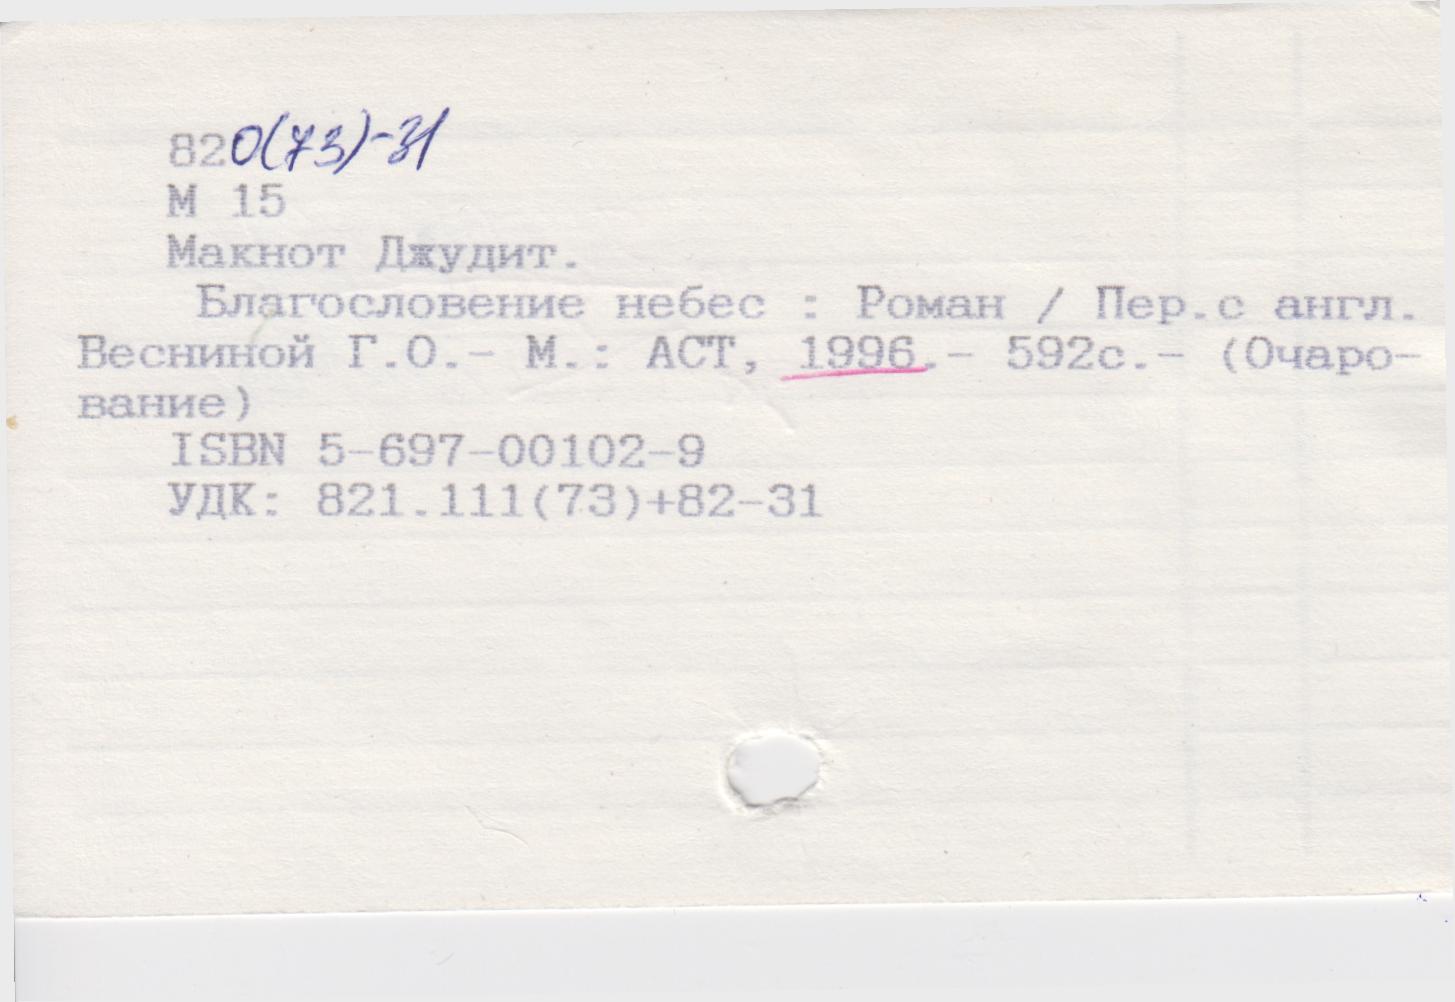 820(73)-31
М 15
Макнот Джудит.
Благословение небес : Роман / Пер.с англ.
Весниной Г.О.- М.: АСТ, 1996.- 592с.- (Очаро-
вание)
ISBN 5-697-00102-9
УДК: 821.111(73)+82-31